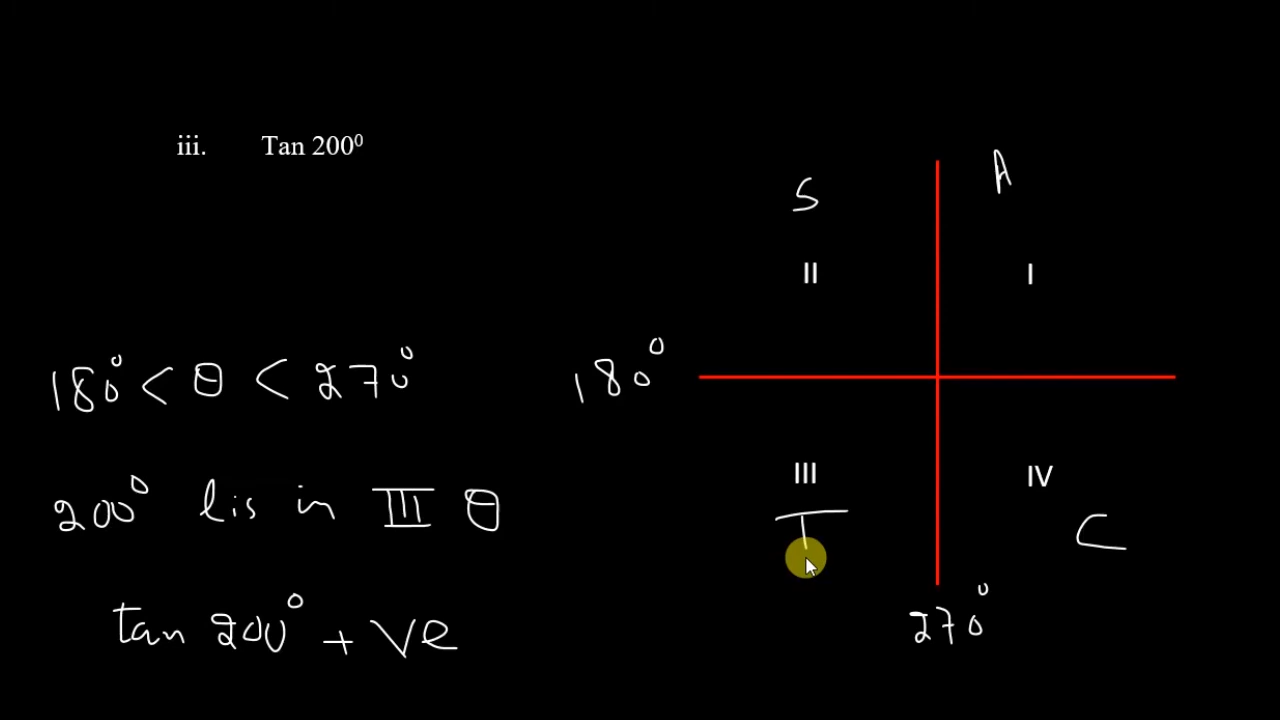 iii. Tan 200⁰
A
S
II I
180° < θ < 270° 180°
III IV
200° lis in III θ
T C
tan 200° + ve
270°